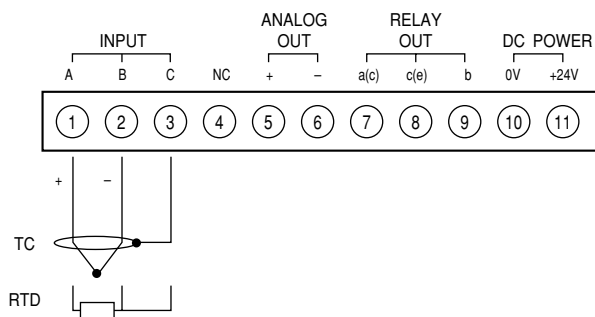 ANALOG RELAY
INPUT OUT OUT DC POWER
A B C NC + – a(c) c(e) b 0V +24V
1 2 3 4 5 6 7 8 9 10 11
+ –
TC
RTD